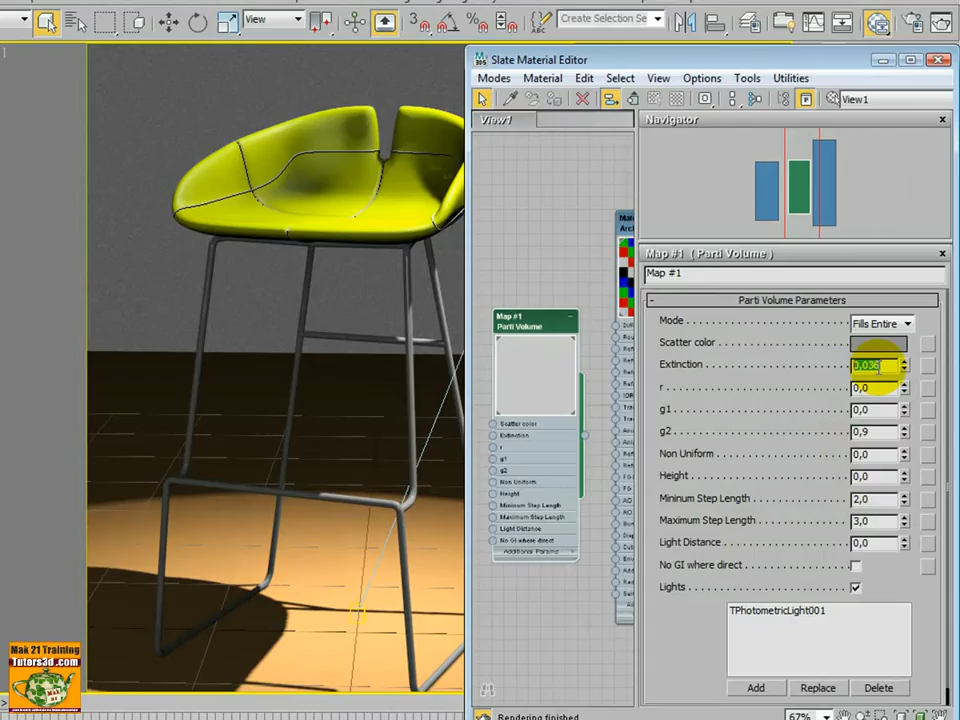 View
Create Selection Se
Slate Material Editor
Modes Material Edit Select View Options Tools Utilities
View1
View1
Navigator
Map #1 ( Parti Volume )
Map #1
Parti Volume Parameters
Mode Fills Entire
Scatter color
Extinction 0,036
r 0,0
g1 0,0
g2 0,9
Non Uniform 0,0
Height 0,0
Mininum Step Length 2,0
Maximum Step Length 3,0
Light Distance 0,0
No GI where direct
Lights
TPhotometricLight001
Add Replace Delete
Map #1
Parti Volume
Scatter color
Extinction
r
g1
g2
Non Uniform
Height
Minimum Step Length
Maximum Step Length
Light Distance
No GI where direct
Additional Params
Mak 21 Training
Tutors3d.com
Rendering finished
67%